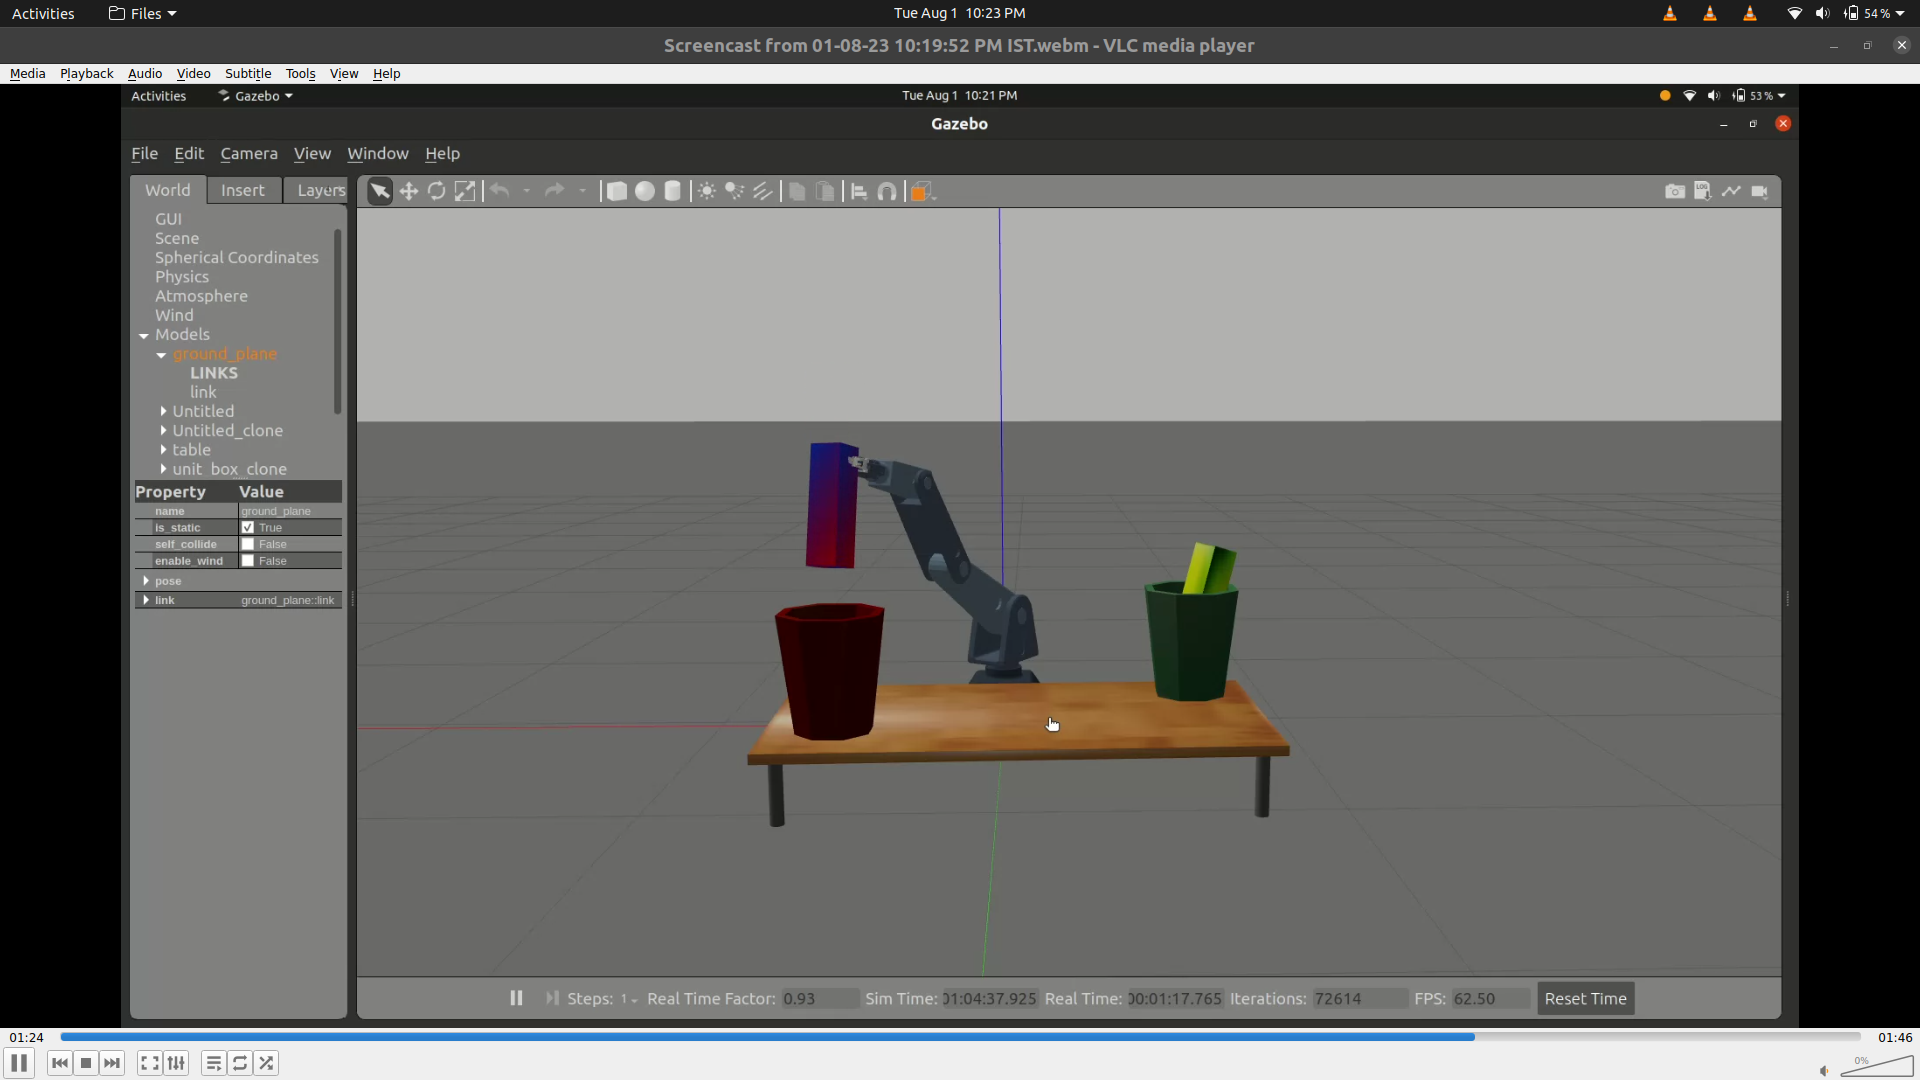 Activities Files Tue Aug 1 10:23 PM 54 %
Screencast from 01-08-23 10:19:52 PM IST.webm - VLC media player
Media Playback Audio Video Subtitle Tools View Help
Activities Gazebo Tue Aug 1 10:21 PM 53 %
Gazebo
File Edit Camera View Window Help
World Insert Layers
LOG
GUI
Scene
Spherical Coordinates
Physics
Atmosphere
Wind
Models
ground_plane
LINKS
link
Untitled
Untitled_clone
table
unit_box_clone
Property Value
name ground_plane
is_static True
self_collide False
enable_wind False
pose
link ground_plane::link
Steps: 1 Real Time Factor: 0.93 Sim Time: 01:04:37.925 Real Time: 00:01:17.765 Iterations: 72614 FPS: 62.50 Reset Time
01:24 01:46
0%